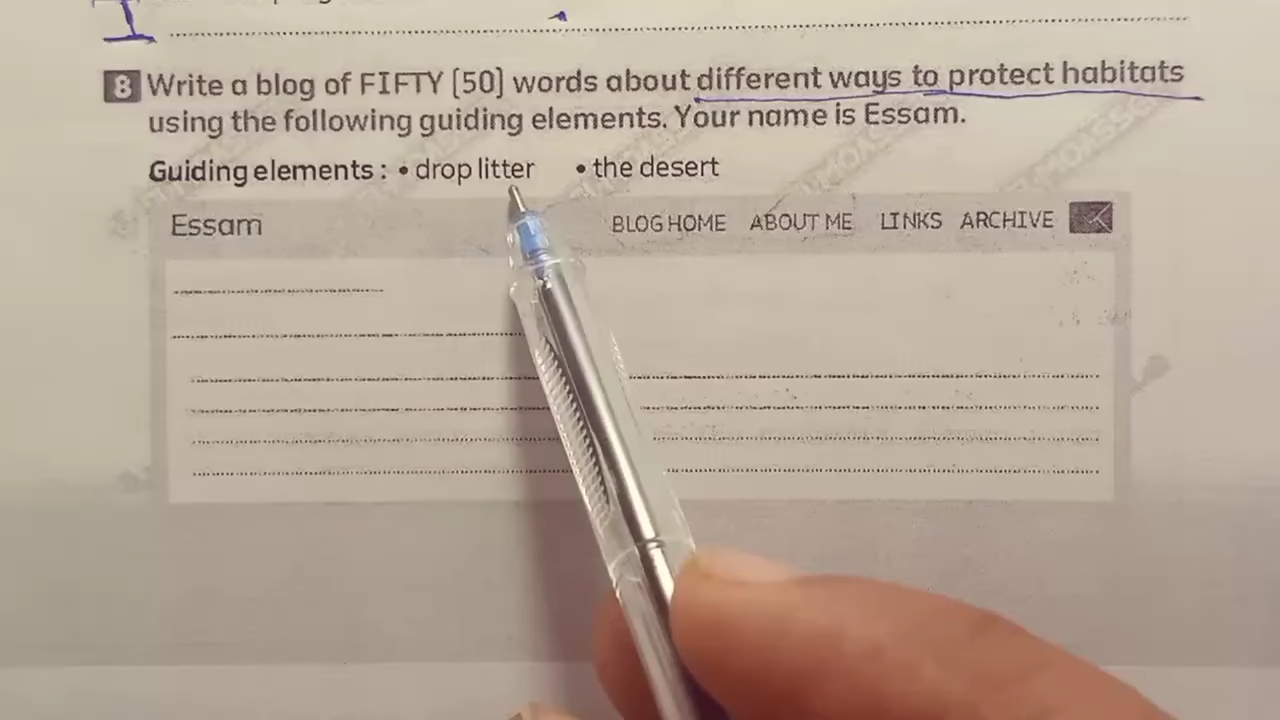 8 Write a blog of FIFTY (50) words about different ways to protect habitats
using the following guiding elements. Your name is Essam.
Guiding elements : • drop litter • the desert
Essam BLOG HOME ABOUT ME LINKS ARCHIVE